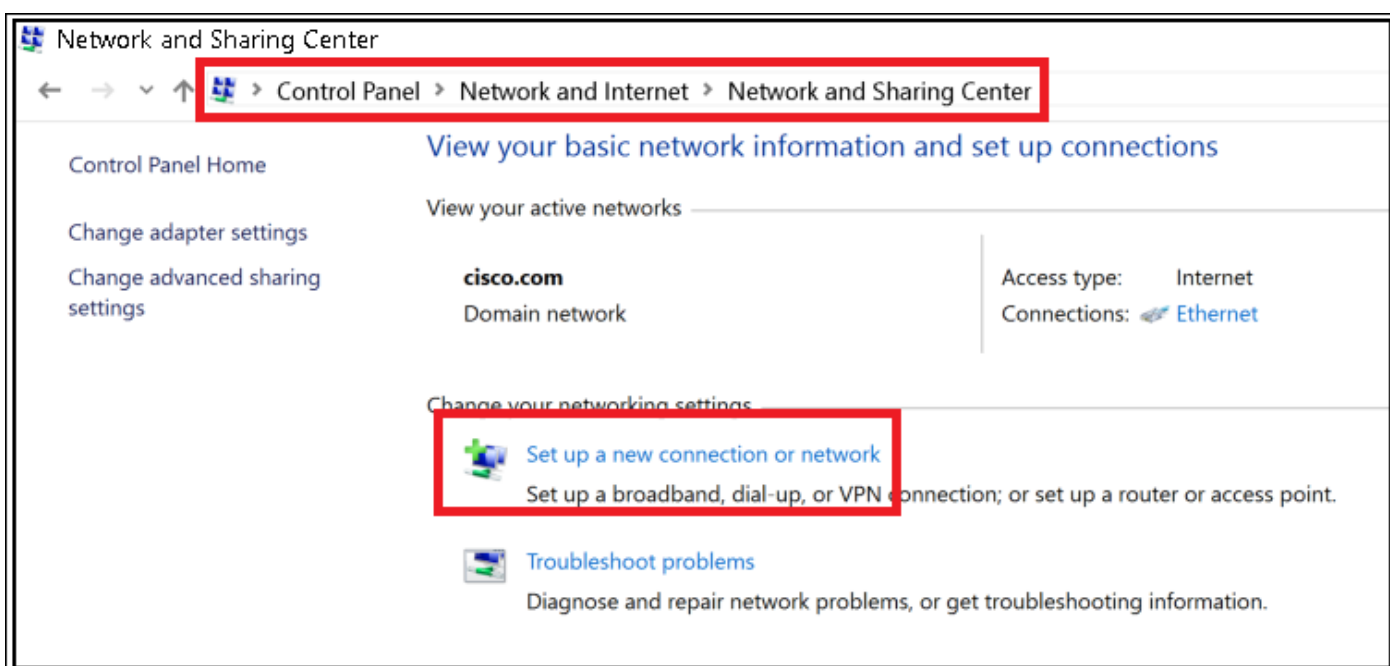 Network and Sharing Center
Control Panel > Network and Internet > Network and Sharing Center
Control Panel Home
Change adapter settings
Change advanced sharing
settings
View your basic network information and set up connections
View your active networks
cisco.com
Domain network
Access type: Internet
Connections: Ethernet
Change your networking settings
Set up a new connection or network
Set up a broadband, dial-up, or VPN connection; or set up a router or access point.
Troubleshoot problems
Diagnose and repair network problems, or get troubleshooting information.